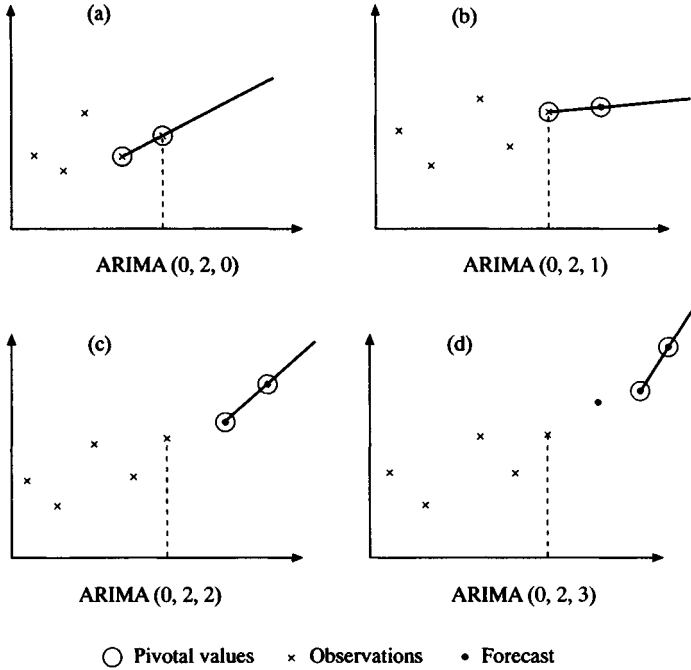 (a)
(b)
ARIMA (0, 2, 0)
ARIMA (0, 2, 1)
(c)
(d)
ARIMA (0, 2, 2)
ARIMA (0, 2, 3)
Pivotal values × Observations • Forecast